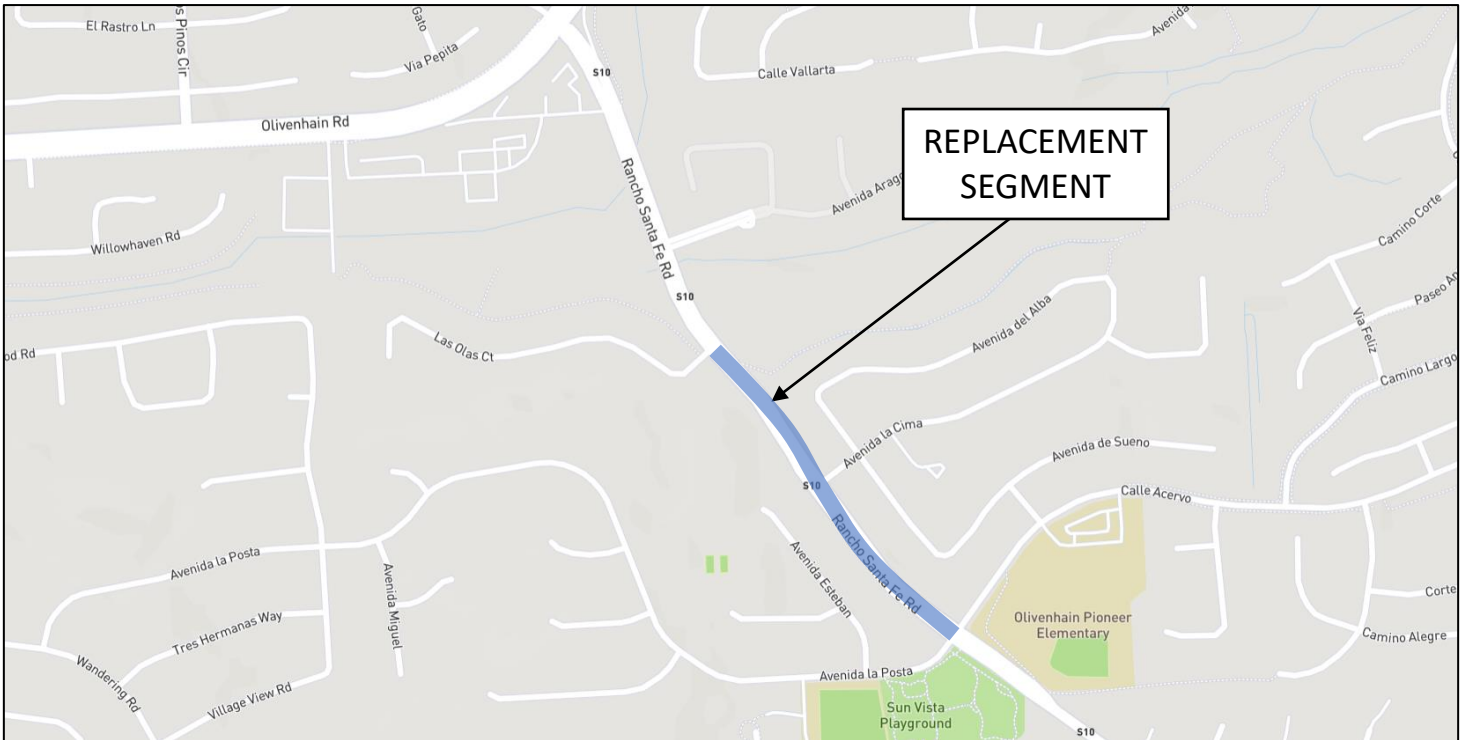 El Rastro Ln
s Pinos Cir
Gato
Via Pepita
S10
Calle Vallarta
Avenida
Olivenhain Rd
REPLACEMENT
SEGMENT
Rancho Santa Fe Rd
Avenida Arago
Willowhaven Rd
Camino Corte
S10
Paseo
Avenida del Alba
Via Feliz
od Rd
Las Olas Ct
Camino Largo
Avenida la Cima
Avenida de Sueno
S10
Calle Acervo
Rancho Santa Fe Rd
Avenida la Posta
Avenida Miguel
Avenida Esteban
Corte
Olivenhain Pioneer
Elementary
Tres Hermanas Way
Camino Alegre
Wandering Rd
Avenida la Posta
Village View Rd
Sun Vista
Playground
S10